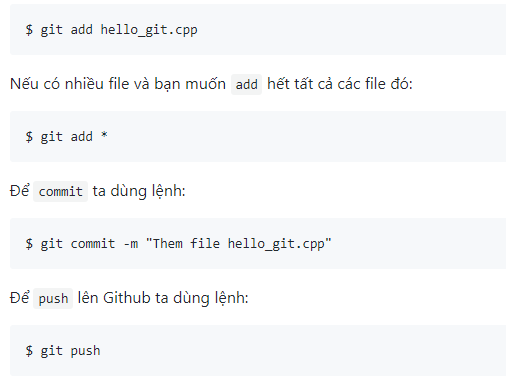 $ git add hello_git.cpp
Nếu có nhiều file và bạn muốn add hết tất cả các file đó:
$ git add *
Để commit ta dùng lệnh:
$ git commit -m "Them file hello_git.cpp"
Để push lên Github ta dùng lệnh:
$ git push